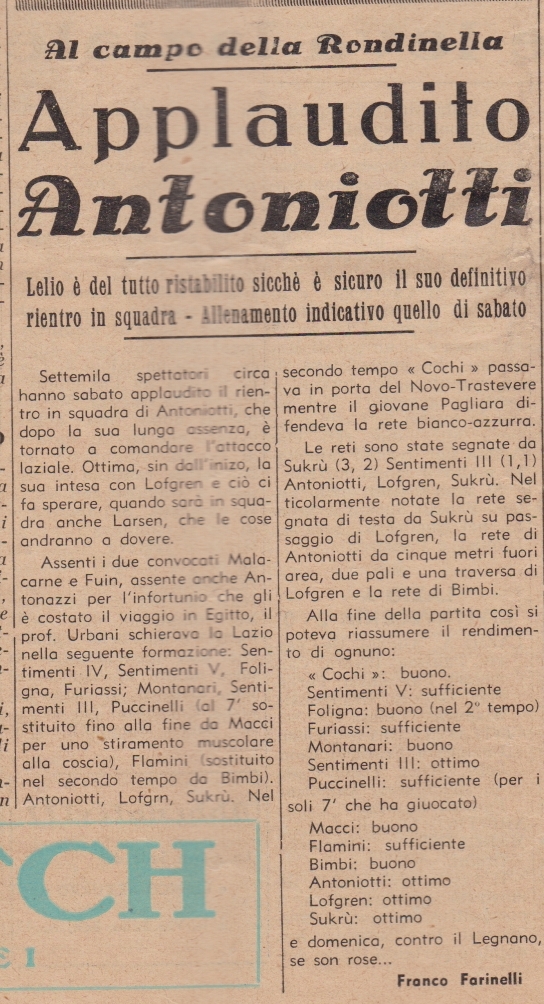 Al campo della Rondinella
Applaudito
Antoniotti
Lelio è del tutto ristabilito sicchè è sicuro il suo definitivo
rientro in squadra - Allenamento indicativo quello di sabato
Settemila spettatori circa
hanno sabato applaudito il rien-
tro in squadra di Antoniotti, che
dopo la sua lunga assenza, è
tornato a comandare l'attacco
laziale. Ottima, sin dall'inizo, la
sua intesa con Lofgren e ciò ci
fa sperare, quando sarà in squa-
dra anche Larsen, che le cose
andranno a dovere.
Assenti i due convocati Mala-
carne e Fuin, assente anche An-
tonazzi per l'infortunio che gli
è costato il viaggio in Egitto, il
prof. Urbani schierava la Lazio
nella seguente formazione: Sen-
timenti IV, Sentimenti V, Foli-
gna, Furiassi; Montanari, Senti-
menti III, Puccinelli (al 7' so-
stituito fino alla fine da Macci
per uno stiramento muscolare
alla coscia), Flamini (sostituito
nel secondo tempo da Bimbi).
Antoniotti, Lofgrn, Sukrù. Nel
secondo tempo « Cochi » passa-
va in porta del Novo-Trastevere
mentre il giovane Pagliara di-
fendeva la rete bianco-azzurra.
Le reti sono state segnate da
Sukrù (3, 2) Sentimenti III (1,1)
Antoniotti, Lofgren, Sukrù. Nel
ticolarmente notate la rete se-
gnata di testa da Sukrù su pas-
saggio di Lofgren, la rete di
Antoniotti da cinque metri fuori
area, due pali e una traversa di
Lofgren e la rete di Bimbi.
Alla fine della partita così si
poteva riassumere il rendimen-
to di ognuno:
« Cochi »: buono.
Sentimenti V: sufficiente
Foligna: buono (nel 2° tempo)
Furiassi: sufficiente
Montanari: buono
Sentimenti III: ottimo
Puccinelli: sufficiente (per i
soli 7' che ha giuocato)
Macci: buono
Flamini: sufficiente
Bimbi: buono
Antoniotti: ottimo
Lofgren: ottimo
Sukrù: ottimo
e domenica, contro il Legnano,
se son rose...
Franco Farinelli
TCH
E I